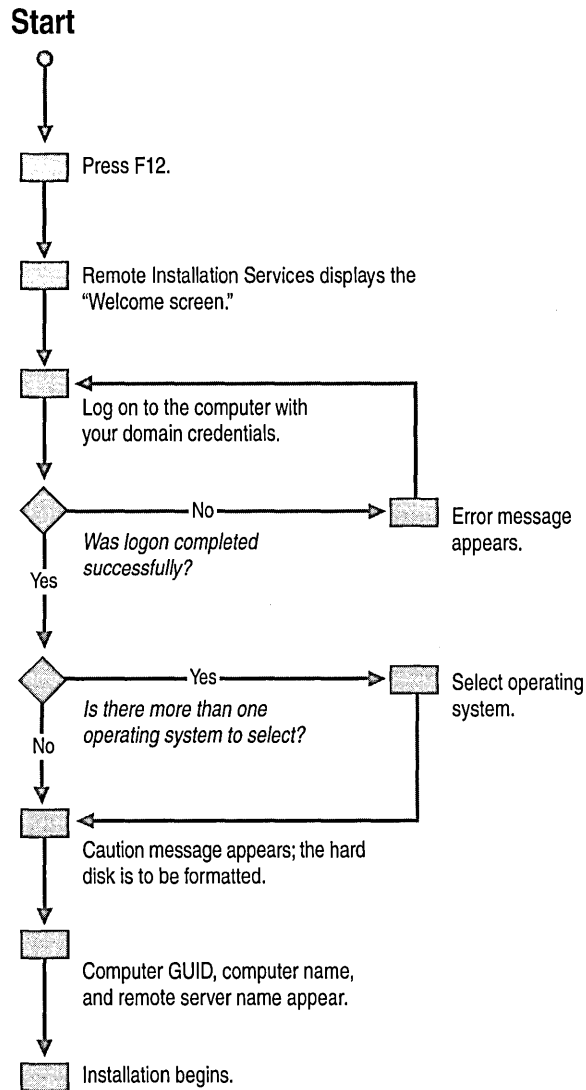 Start
Press F12.
Remote Installation Services displays the
“Welcome screen.”
Log on to the computer with
your domain credentials.
No
Error message
appears.
Was logon completed
successfully?
Yes
Yes
Select operating
system.
Is there more than one
operating system to select?
No
Caution message appears; the hard
disk is to be formatted.
Computer GUID, computer name,
and remote server name appear.
Installation begins.